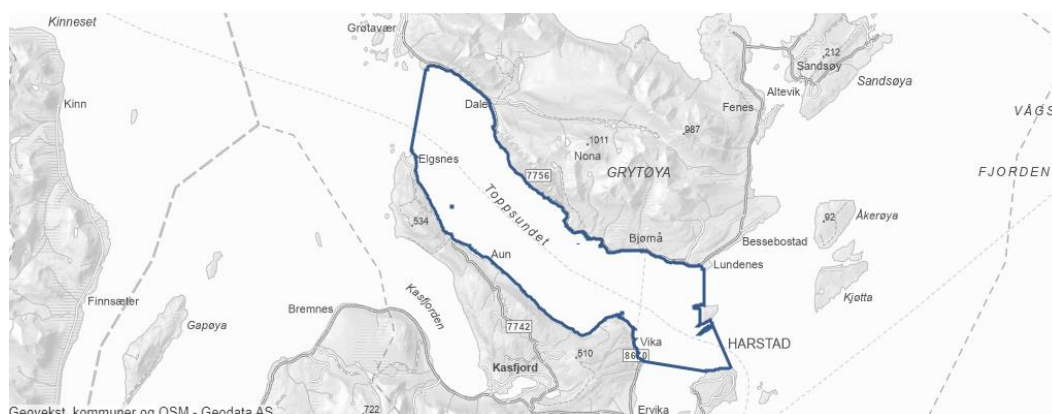 Kinneset
Grøtavær
212
Sandsøy
Sandsøya
Kinn
Dale
Altevik
Fenes
VÅGS
987
1011
Nona
Elgsnes
7756
GRYTØYA
FJORDEN
Toppsundet
534
92
Åkerøya
Bjørnå
Bessebostad
Aun
Lundenes
Finnsæter
Kasfjorden
Kjøtta
Bremnes
Gapøya
7742
Vika
HARSTAD
510
Kasfjord
722
Ervika
Geovekst, kommuner og OSM - Geodata AS